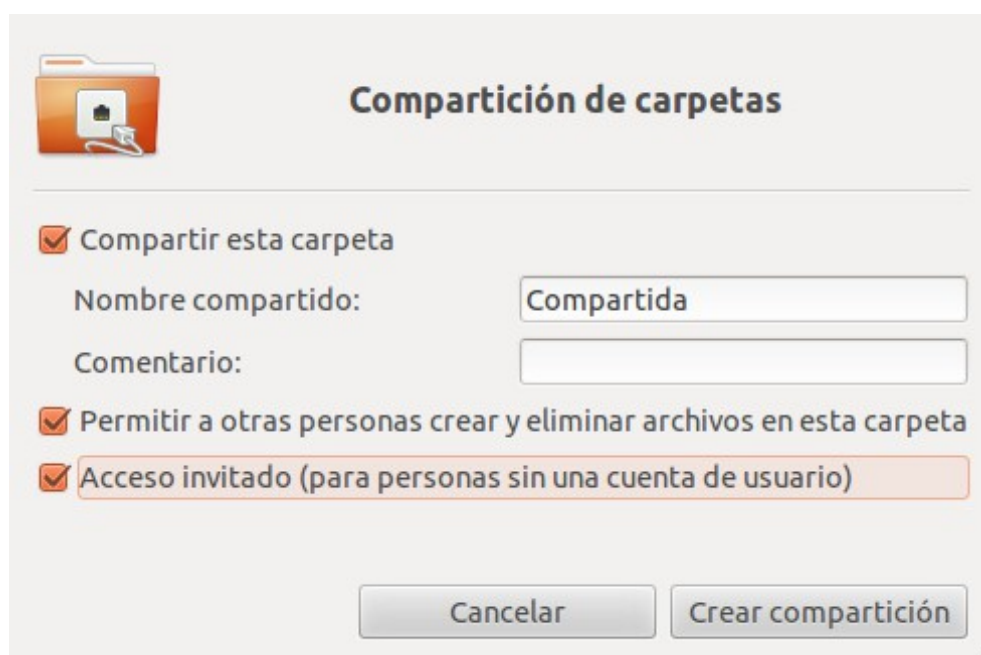 Compartición de carpetas
Compartir esta carpeta
Nombre compartido: Compartida
Comentario:
Permitir a otras personas crear y eliminar archivos en esta carpeta
Acceso invitado (para personas sin una cuenta de usuario)
Cancelar Crear compartición